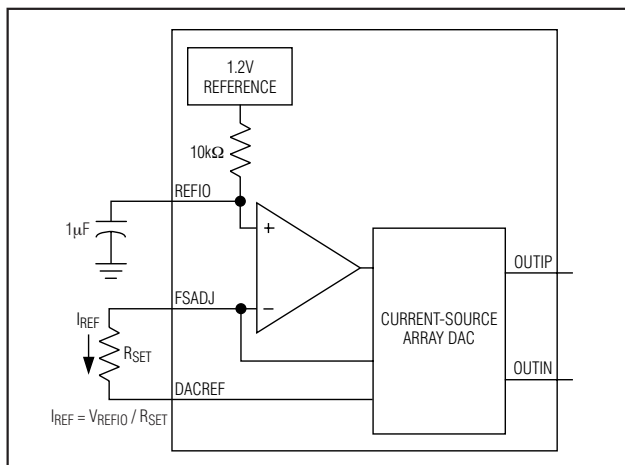 1.2V
REFERENCE
10kΩ
REFIO
1μF
+
FSADJ
−
IREF
RSET
DACREF
IREF = VREFIO / RSET
CURRENT-SOURCE
ARRAY DAC
OUTIP
OUTIN